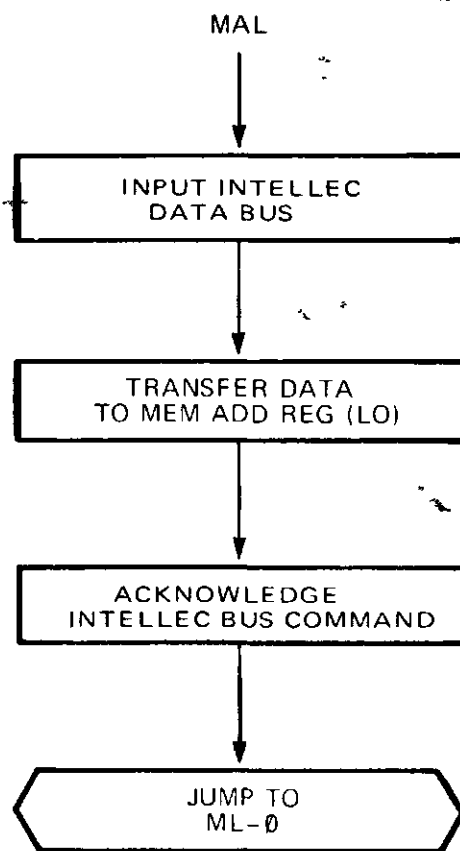 MAL
INPUT INTELLEC
DATA BUS
TRANSFER DATA
TO MEM ADD REG (LO)
ACKNOWLEDGE
INTELLEC BUS COMMAND
JUMP TO
ML-Ø